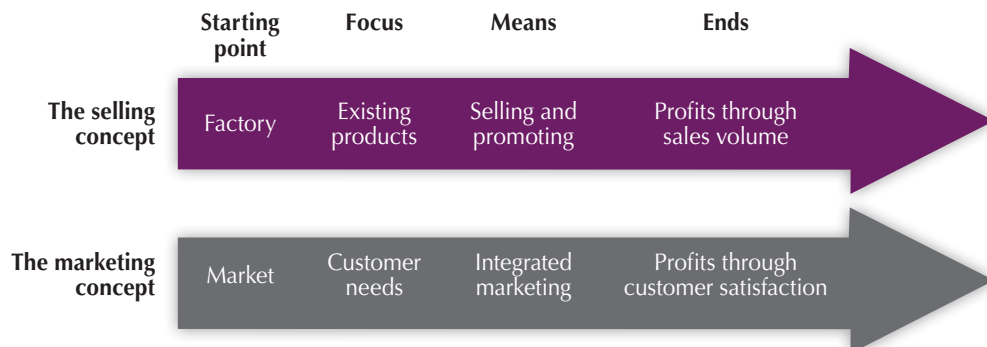 Starting point
Focus
Means
Ends
The selling concept
Factory
Existing products
Selling and promoting
Profits through sales volume
The marketing concept
Market
Customer needs
Integrated marketing
Profits through customer satisfaction